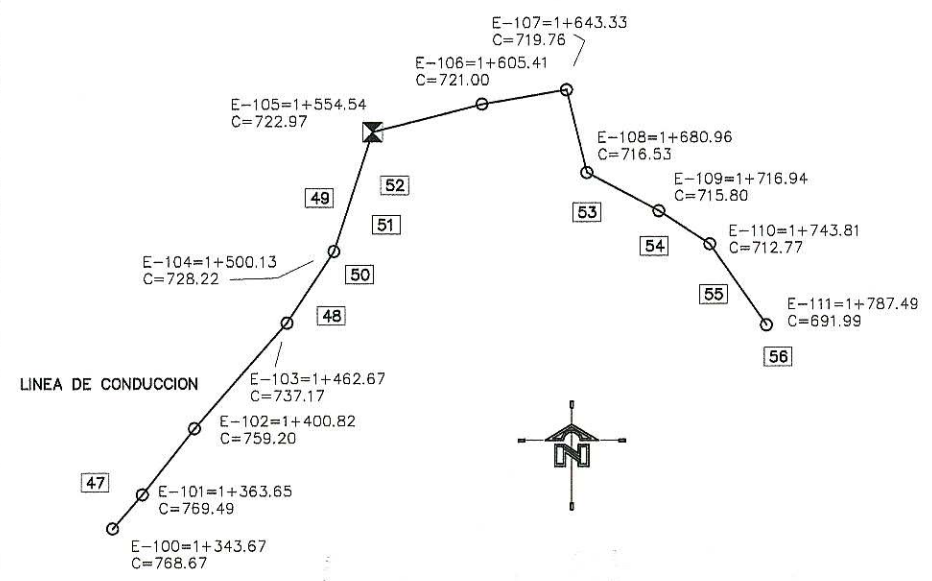 E-107=1+643.33
C=719.76
E-106=1+605.41
C=721.00
E-105=1+554.54
C=722.97
E-108=1+680.96
C=716.53
52
E-109=1+716.94
C=715.80
49
53
51
54
E-110=1+743.81
C=712.77
E-104=1+500.13
C=728.22
50
55
E-111=1+787.49
C=691.99
48
56
LINEA DE CONDUCCION
E-103=1+462.67
C=737.17
E-102=1+400.82
C=759.20
N
47
E-101=1+363.65
C=769.49
E-100=1+343.67
C=768.67